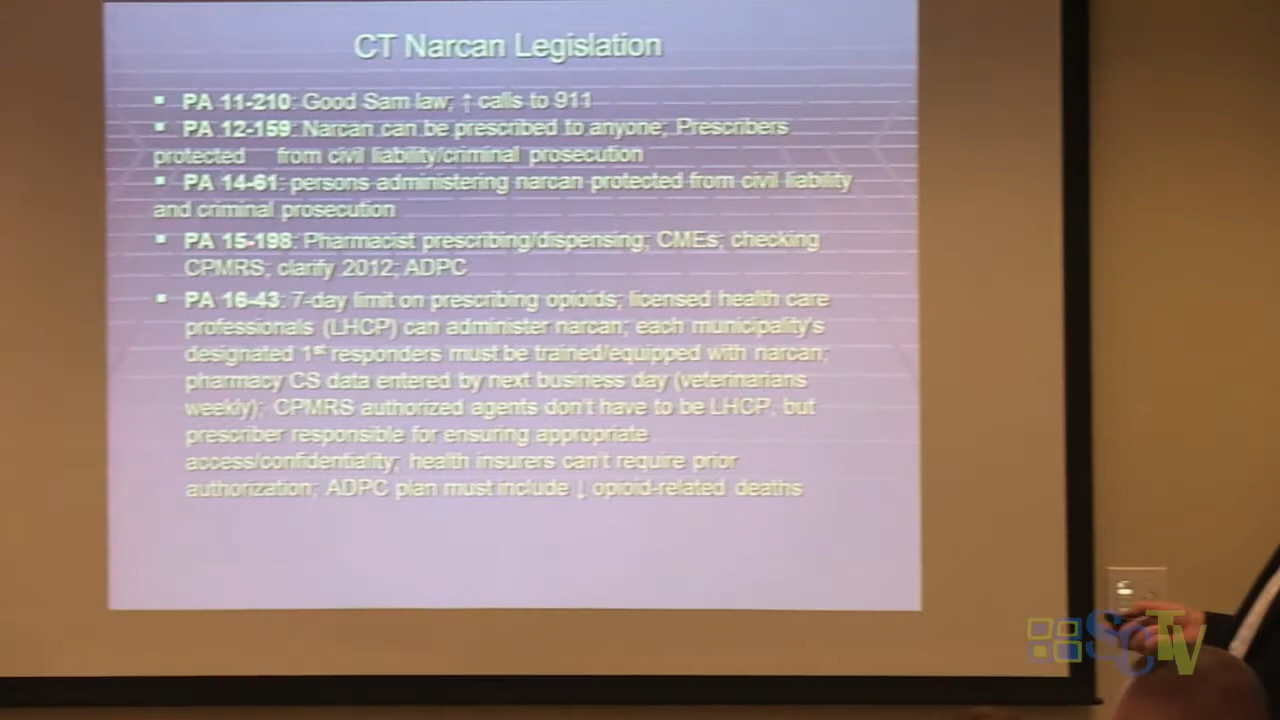 CT Narcan Legislation
▪ PA 11-210: Good Sam law; ↑ calls to 911
▪ PA 12-159: Narcan can be prescribed to anyone; Prescribers
protected from civil liability/criminal prosecution
▪ PA 14-61: persons administering narcan protected from civil liability
and criminal prosecution
▪ PA 15-198: Pharmacist prescribing/dispensing; CMEs; checking
CPMRS; clarify 2012; ADPC
▪ PA 16-43: 7-day limit on prescribing opioids; licensed health care
professionals (LHCP) can administer narcan; each municipality's
designated 1st responders must be trained/equipped with narcan;
pharmacy CS data entered by next business day (veterinarians
weekly); CPMRS authorized agents don't have to be LHCP, but
prescriber responsible for ensuring appropriate
access/confidentiality; health insurers can't require prior
authorization; ADPC plan must include ↓ opioid-related deaths
SCTV